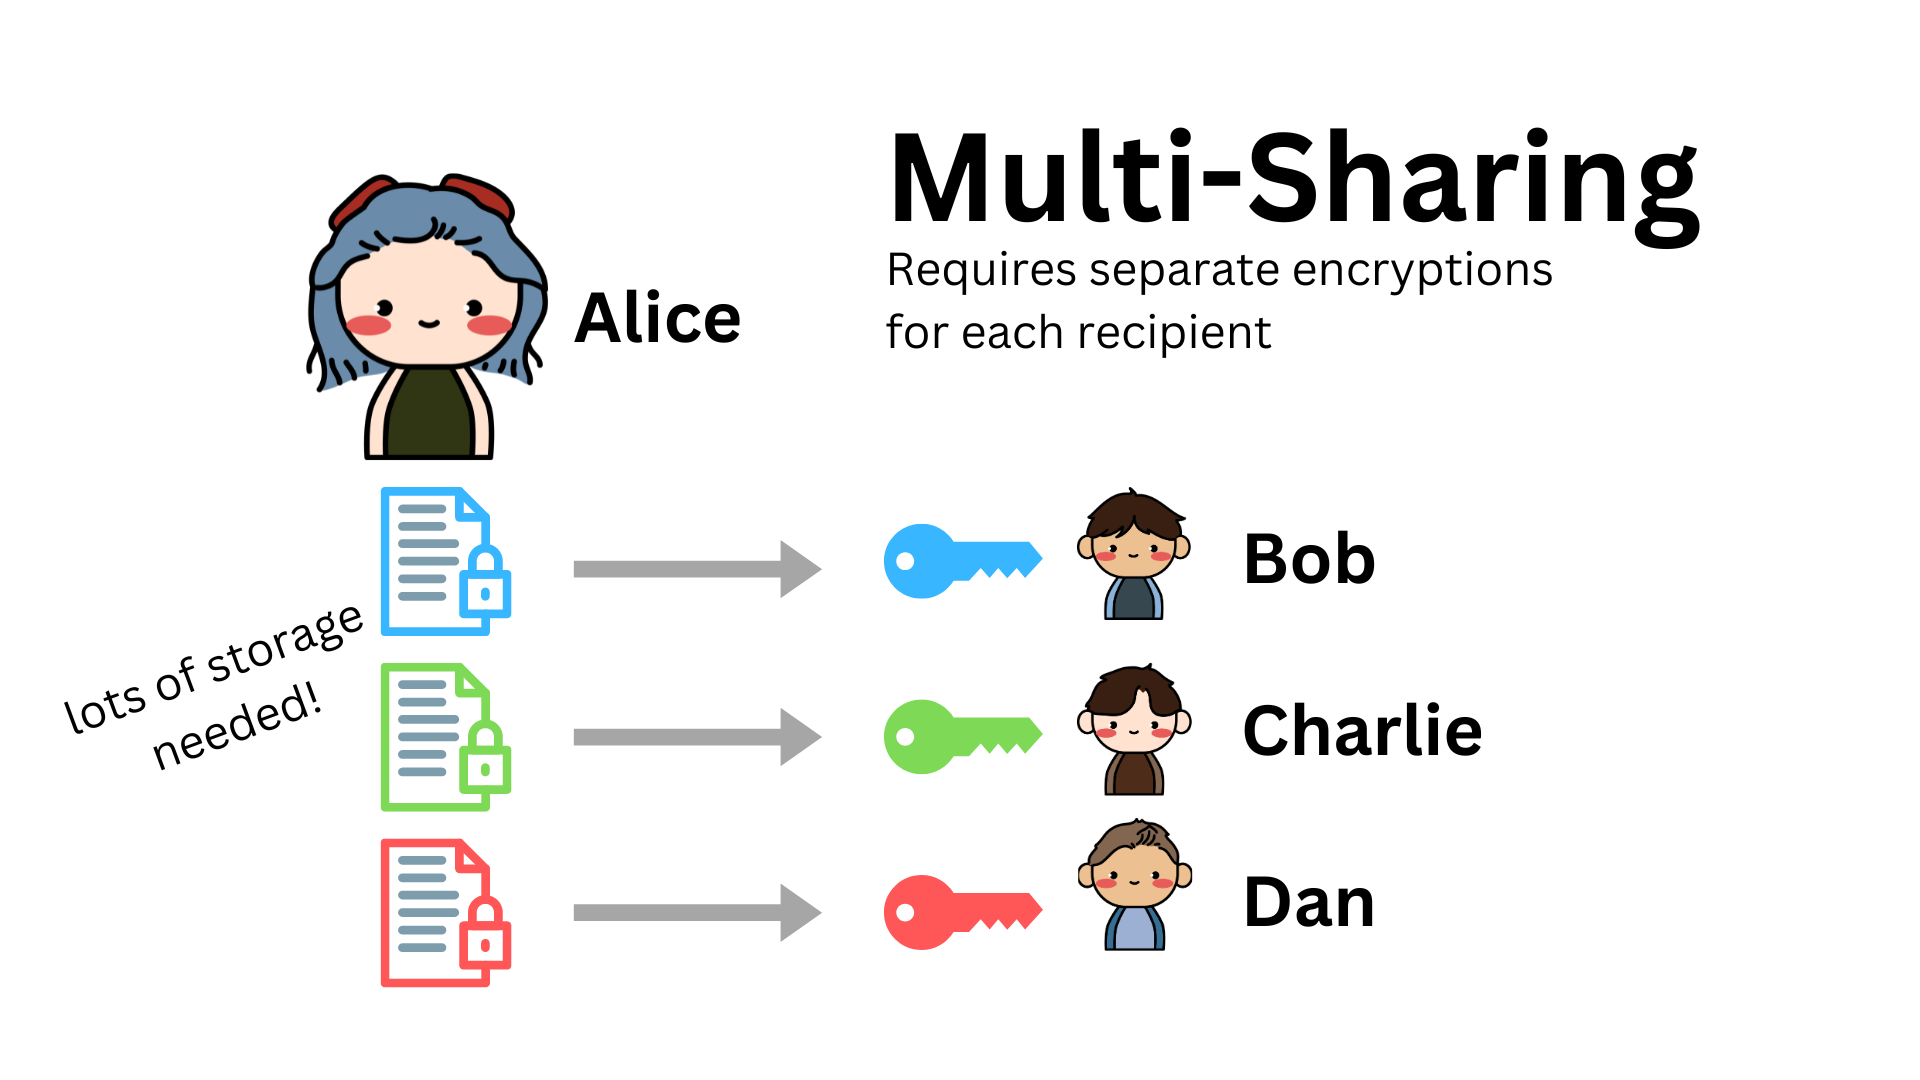 Multi-Sharing
Requires separate encryptions
for each recipient
Alice
lots of storage
needed!
Bob
Charlie
Dan